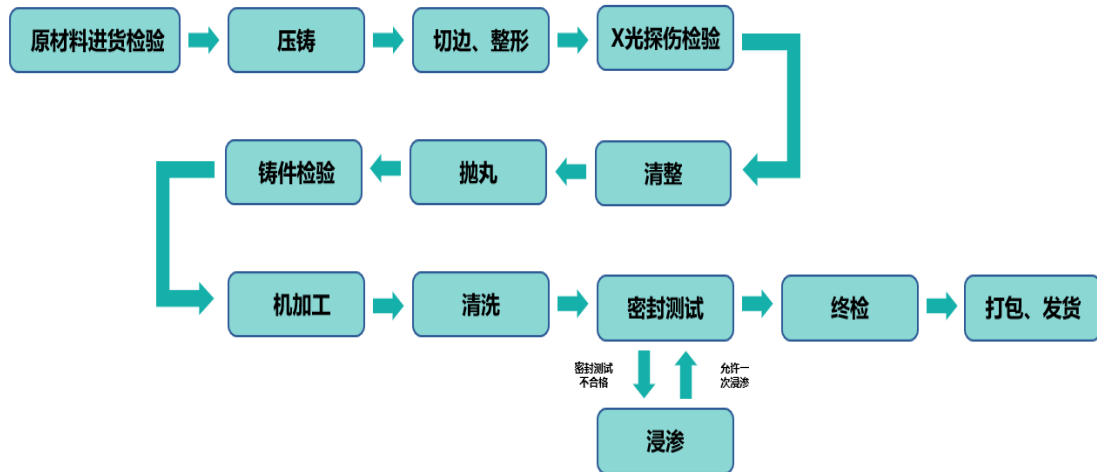 原材料进货检验
压铸
切边、整形
X光探伤检验
清整
抛丸
铸件检验
机加工
清洗
密封测试
终检
打包、发货
密封测试
不合格
允许一
次浸渗
浸渗